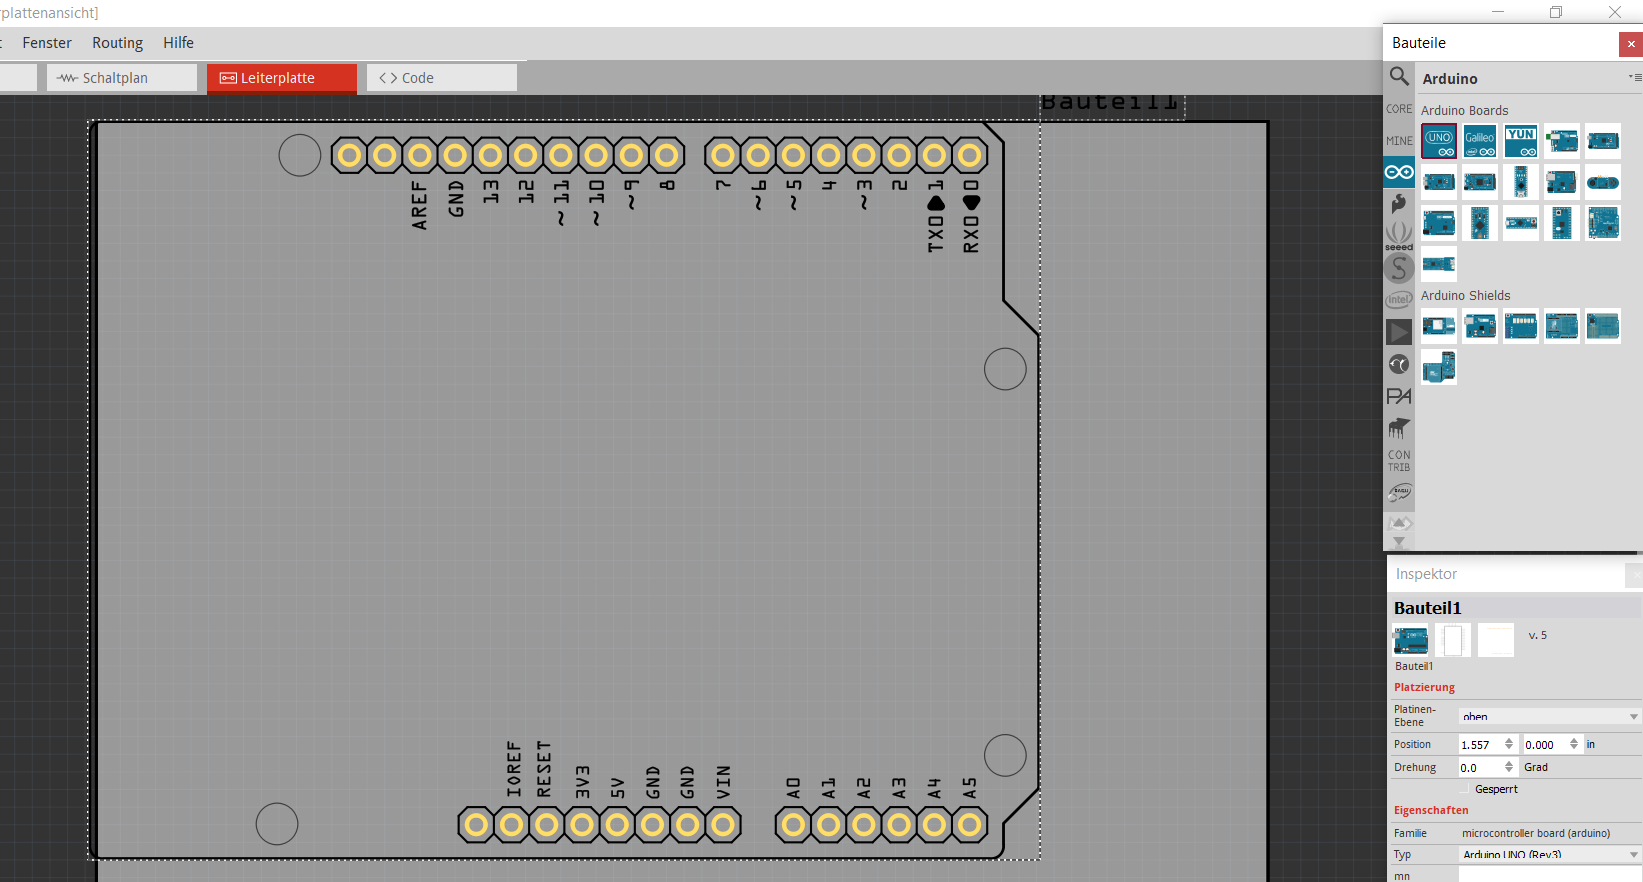 rplattenansicht]
Fenster Routing Hilfe
Schaltplan Leiterplatte Code
Bauteil1
AREF GND 13 12 ~11 ~10 ~9 8 7 ~6 ~5 4 ~3 2 TX0 1 RX0 0
IOREF RESET 3V3 5V GND GND VIN A0 A1 A2 A3 A4 A5
Bauteile
Arduino
CORE
MINE
seeed
intel
PA
CON
TRIB
Arduino Boards
UNO Galileo YUN
Arduino Shields
Inspektor
Bauteil1
v. 5
Bauteil1
Platzierung
Platinen-
Ebene oben
Position 1.557 0.000 in
Drehung 0.0 Grad
Gesperrt
Eigenschaften
Familie microcontroller board (arduino)
Typ Arduino UNO (Rev3)
mn